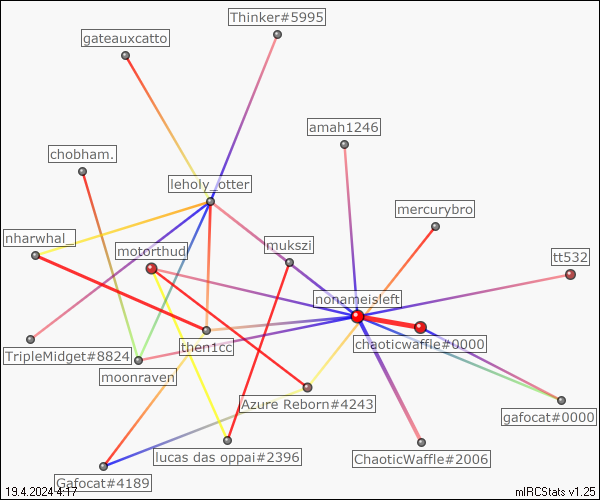 Thinker#5995
gateauxcatto
amah1246
chobham.
leholy_otter
mercurybro
nharwhal_
mukszi
motorthud
tt532
nonameisleft
chaoticwaffle#0000
then1cc
TripleMidget#8824
moonraven
Azure Reborn#4243
gafocat#0000
lucas das oppai#2396
ChaoticWaffle#2006
Gafocat#4189
19.4.2024 4:17
mIRCStats v1.25